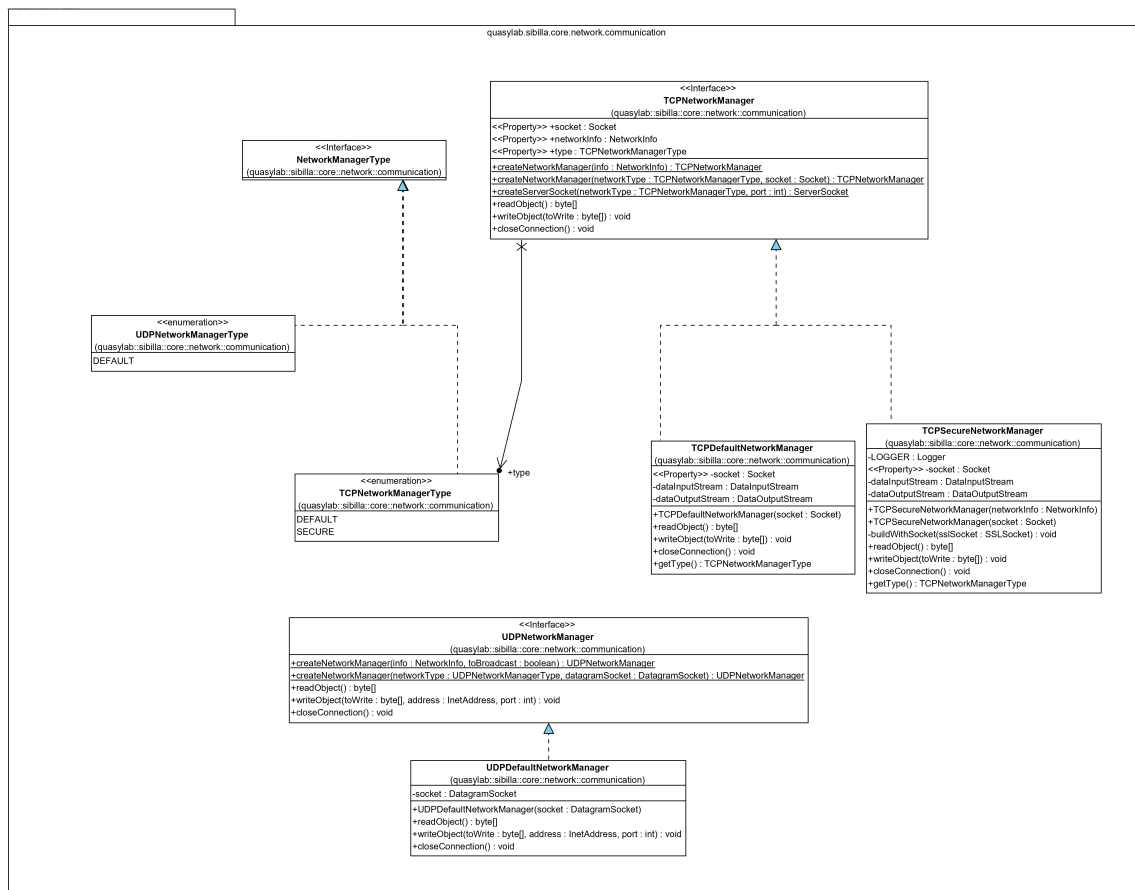 quasylab.sibilla.core.network.communication
<<Interface>>
TCPNetworkManager
(quasylab::sibilla::core::network::communication)
<<Property>> +socket : Socket
<<Property>> +networkInfo : NetworkInfo
<<Property>> +type : TCPNetworkManagerType
+createNetworkManager(info : NetworkInfo) : TCPNetworkManager
+createNetworkManager(networkType : TCPNetworkManagerType, socket : Socket) : TCPNetworkManager
+createServerSocket(networkType : TCPNetworkManagerType, port : int) : ServerSocket
+readObject() : byte[]
+writeObject(toWrite : byte[]) : void
+closeConnection() : void
<<Interface>>
NetworkManagerType
(quasylab::sibilla::core::network::communication)
<<enumeration>>
UDPNetworkManagerType
(quasylab::sibilla::core::network::communication)
DEFAULT
+type
<<enumeration>>
TCPNetworkManagerType
(quasylab::sibilla::core::network::communication)
DEFAULT
SECURE
TCPDefaultNetworkManager
(quasylab::sibilla::core::network::communication)
<<Property>> -socket : Socket
-dataInputStream : DataInputStream
-dataOutputStream : DataOutputStream
+TCPDefaultNetworkManager(socket : Socket)
+readObject() : byte[]
+writeObject(toWrite : byte[]) : void
+closeConnection() : void
+getType() : TCPNetworkManagerType
TCPSecureNetworkManager
(quasylab::sibilla::core::network::communication)
-LOGGER : Logger
<<Property>> -socket : Socket
-dataInputStream : DataInputStream
-dataOutputStream : DataOutputStream
+TCPSecureNetworkManager(networkInfo : NetworkInfo)
+TCPSecureNetworkManager(socket : Socket)
-buildWithSocket(sslSocket : SSLSocket) : void
+readObject() : byte[]
+writeObject(toWrite : byte[]) : void
+closeConnection() : void
+getType() : TCPNetworkManagerType
<<Interface>>
UDPNetworkManager
(quasylab::sibilla::core::network::communication)
+createNetworkManager(info : NetworkInfo, toBroadcast : boolean) : UDPNetworkManager
+createNetworkManager(networkType : UDPNetworkManagerType, datagramSocket : DatagramSocket) : UDPNetworkManager
+readObject() : byte[]
+writeObject(toWrite : byte[], address : InetAddress, port : int) : void
+closeConnection() : void
UDPDefaultNetworkManager
(quasylab::sibilla::core::network::communication)
-socket : DatagramSocket
+UDPDefaultNetworkManager(socket : DatagramSocket)
+readObject() : byte[]
+writeObject(toWrite : byte[], address : InetAddress, port : int) : void
+closeConnection() : void